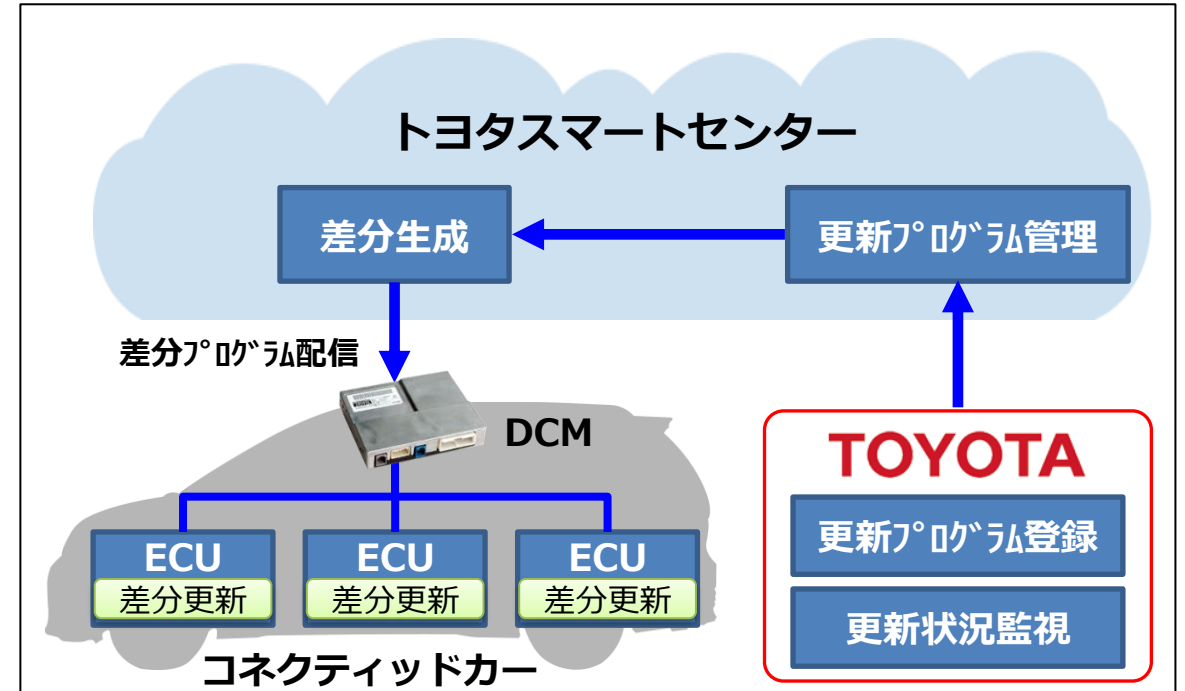 トヨタスマートセンター
差分生成
更新ﾌﾟﾛｸﾞﾗﾑ管理
差分ﾌﾟﾛｸﾞﾗﾑ配信
DCM
TOYOTA
更新ﾌﾟﾛｸﾞﾗﾑ登録
更新状況監視
ECU
差分更新
ECU
差分更新
ECU
差分更新
コネクティッドカー